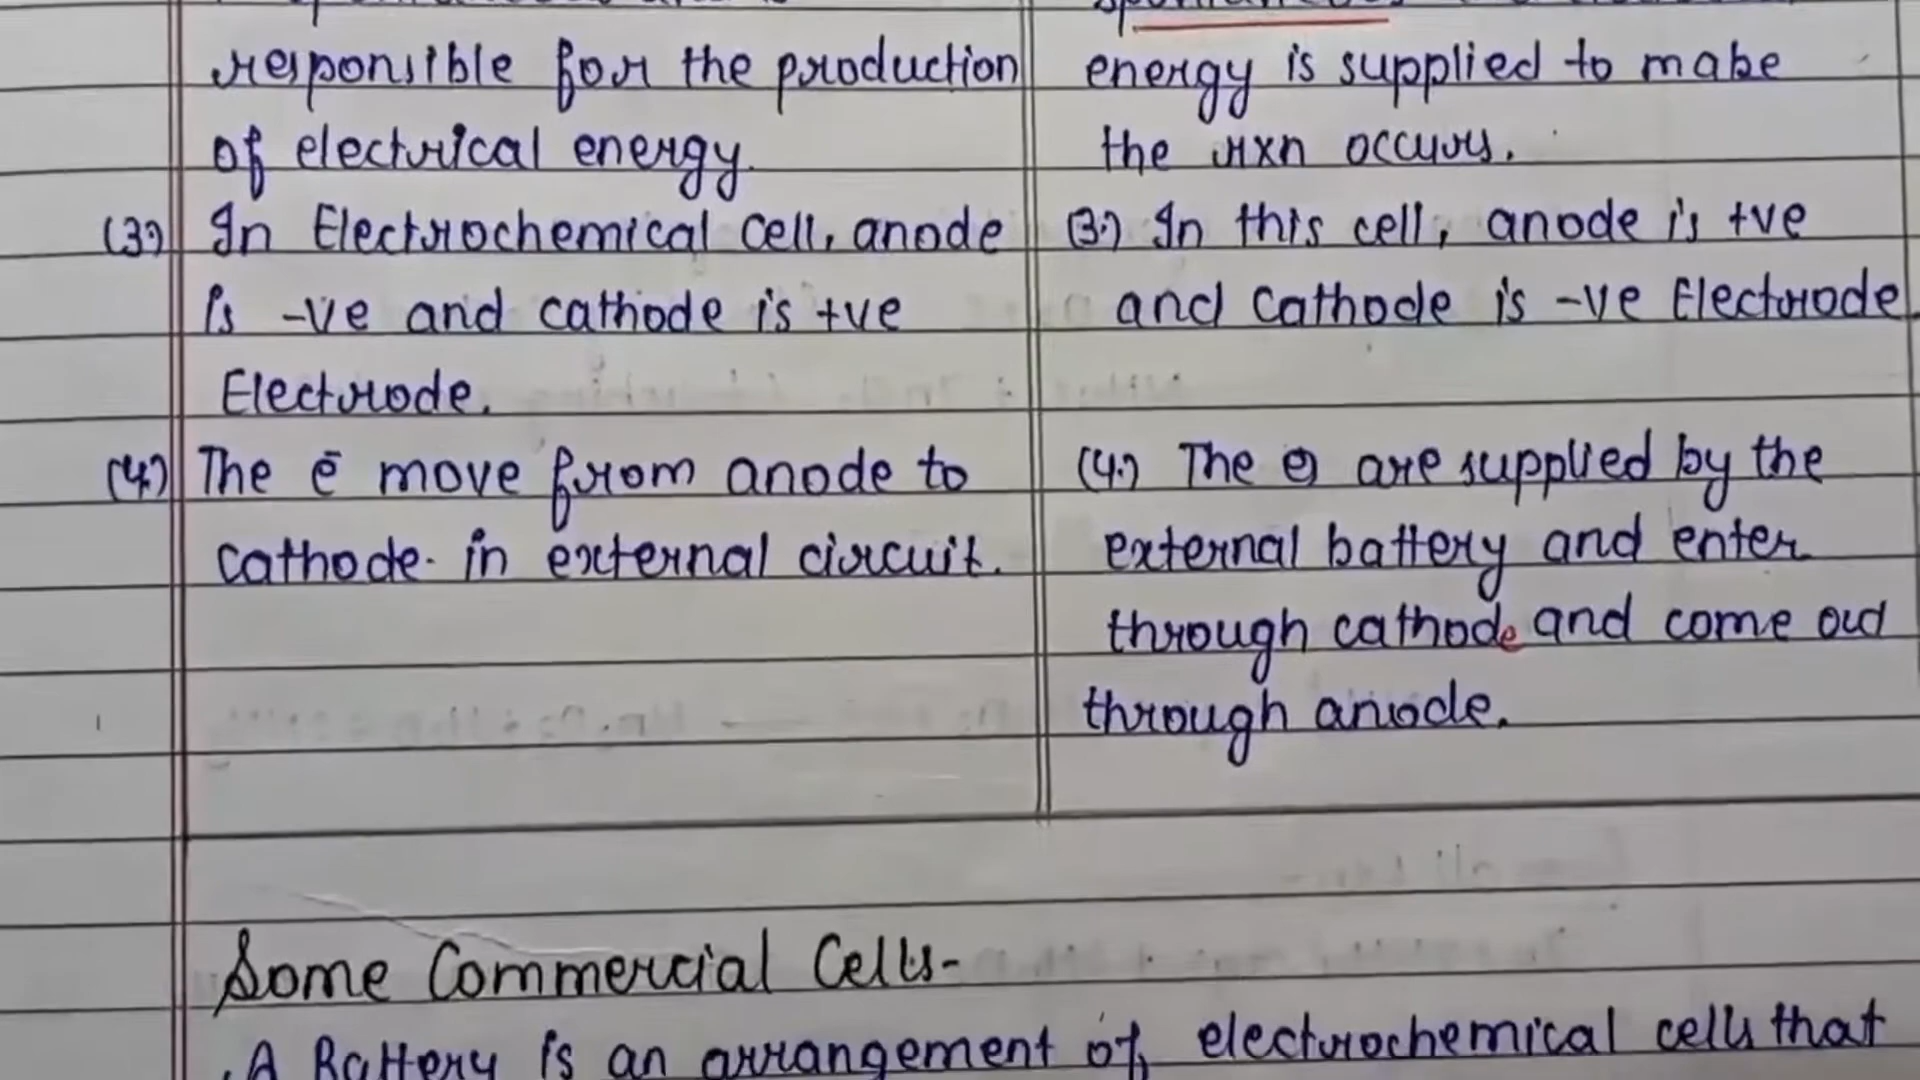 responsible for the production
of electrical energy.
(3.) In Electrochemical cell, anode
is -ve and cathode is +ve
Electrode.
(4.) The ē move from anode to
cathode. in external circuit.
energy is supplied to make
the rxn occurs.
(3.) In this cell, anode is +ve
and cathode is -ve Electrode
(4.) The e are supplied by the
external battery and enter
through cathode and come out
through anode.
Some Commercial Cells-
A Battery is an arrangement of electrochemical cells that